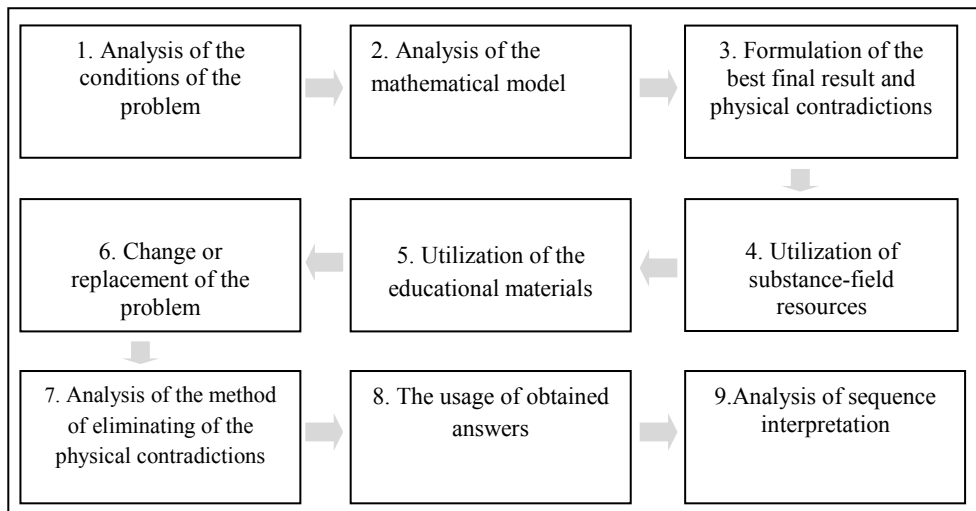 1. Analysis of the
conditions of the
problem
2. Analysis of the
mathematical model
3. Formulation of the
best final result and
physical contradictions
4. Utilization of
substance-field
resources
5. Utilization of the
educational materials
6. Change or
replacement of the
problem
7. Analysis of the method
of eliminating of the
physical contradictions
8. The usage of obtained
answers
9.Analysis of sequence
interpretation